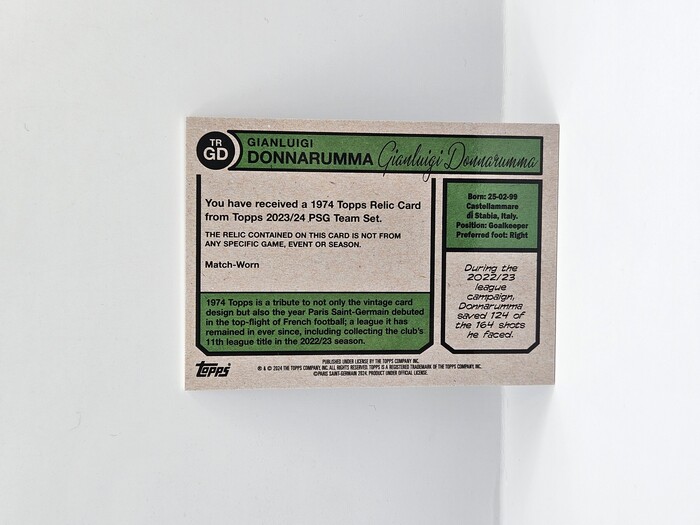 TR
GD
GIANLUIGI
DONNARUMMA
Gianluigi Donnarumma
You have received a 1974 Topps Relic Card
from Topps 2023/24 PSG Team Set.
THE RELIC CONTAINED ON THIS CARD IS NOT FROM
ANY SPECIFIC GAME, EVENT OR SEASON.
Match-Worn
1974 Topps is a tribute to not only the vintage card
design but also the year Paris Saint-Germain debuted
in the top-flight of French football; a league it has
remained in ever since, including collecting the club's
11th league title in the 2022/23 season.
Born: 25-02-99
Castellammare
di Stabia, Italy.
Position: Goalkeeper
Preferred foot: Right
During the
2022/23
league
campaign,
Donnarumma
saved 124 of
the 164 shots
he faced.
Topps
PUBLISHED UNDER LICENSE BY THE TOPPS COMPANY INC.
® & © 2024 THE TOPPS COMPANY, INC. ALL RIGHTS RESERVED. TOPPS IS A REGISTERED TRADEMARK OF THE TOPPS COMPANY, INC.
©PARIS SAINT-GERMAIN 2024. PRODUCT UNDER OFFICIAL LICENSE.